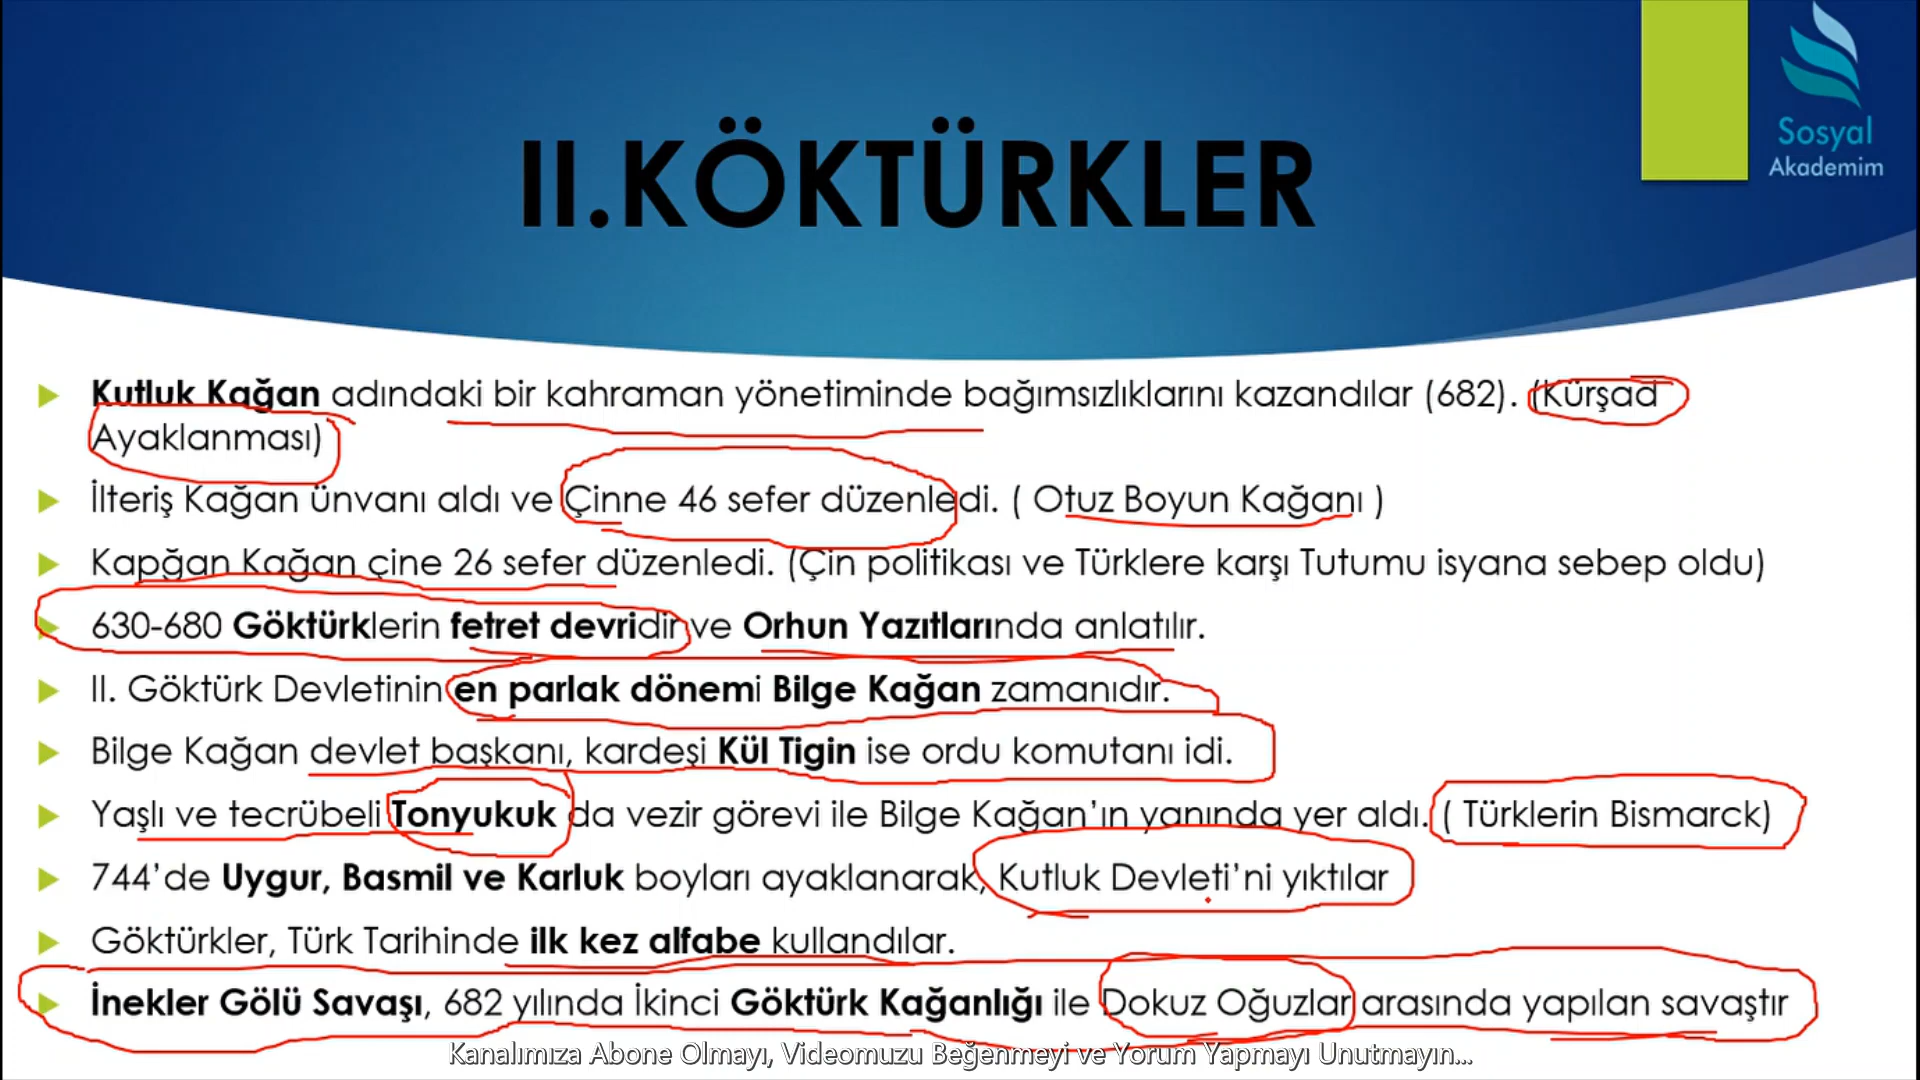 Sosyal
Akademim
II.KÖKTÜRKLER
Kutluk Kağan adındaki bir kahraman yönetiminde bağımsızlıklarını kazandılar (682). (Kürşad
Ayaklanması)
İlteriş Kağan ünvanı aldı ve Çinne 46 sefer düzenledi. ( Otuz Boyun Kağanı )
Kapğan Kağan çine 26 sefer düzenledi. (Çin politikası ve Türklere karşı Tutumu isyana sebep oldu)
630-680 Göktürklerin fetret devridir ve Orhun Yazıtlarında anlatılır.
II. Göktürk Devletinin en parlak dönemi Bilge Kağan zamanıdır.
Bilge Kağan devlet başkanı, kardeşi Kül Tigin ise ordu komutanı idi.
Yaşlı ve tecrübeli Tonyukuk da vezir görevi ile Bilge Kağan’ın yanında yer aldı. ( Türklerin Bismarck)
744’de Uygur, Basmil ve Karluk boyları ayaklanarak, Kutluk Devleti’ni yıktılar
Göktürkler, Türk Tarihinde ilk kez alfabe kullandılar.
İnekler Gölü Savaşı, 682 yılında İkinci Göktürk Kağanlığı ile Dokuz Oğuzlar arasında yapılan savaştır
Kanalımıza Abone Olmayı, Videomuzu Beğenmeyi ve Yorum Yapmayı Unutmayın...